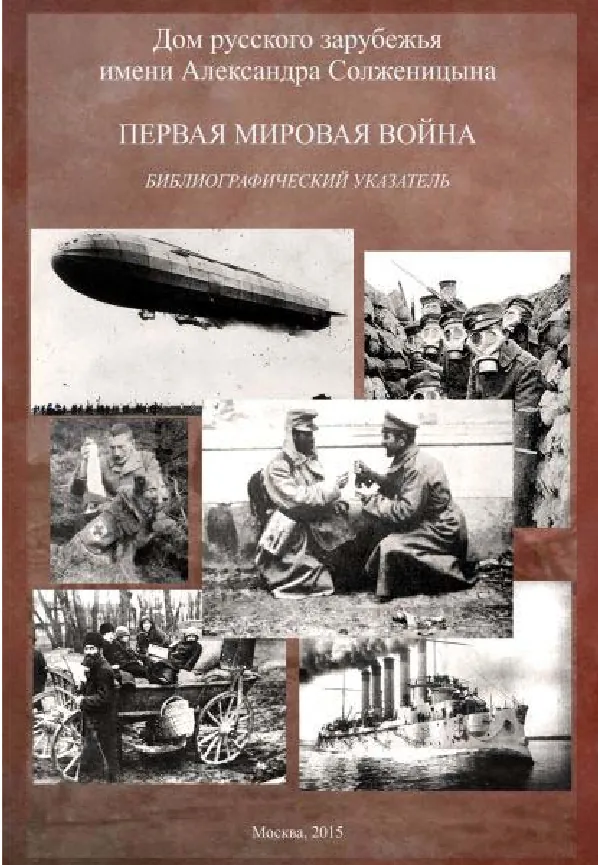 Дом русского зарубежья
имени Александра Солженицына
ПЕРВАЯ МИРОВАЯ ВОЙНА
БИБЛИОГРАФИЧЕСКИЙ УКАЗАТЕЛЬ
Москва, 2015